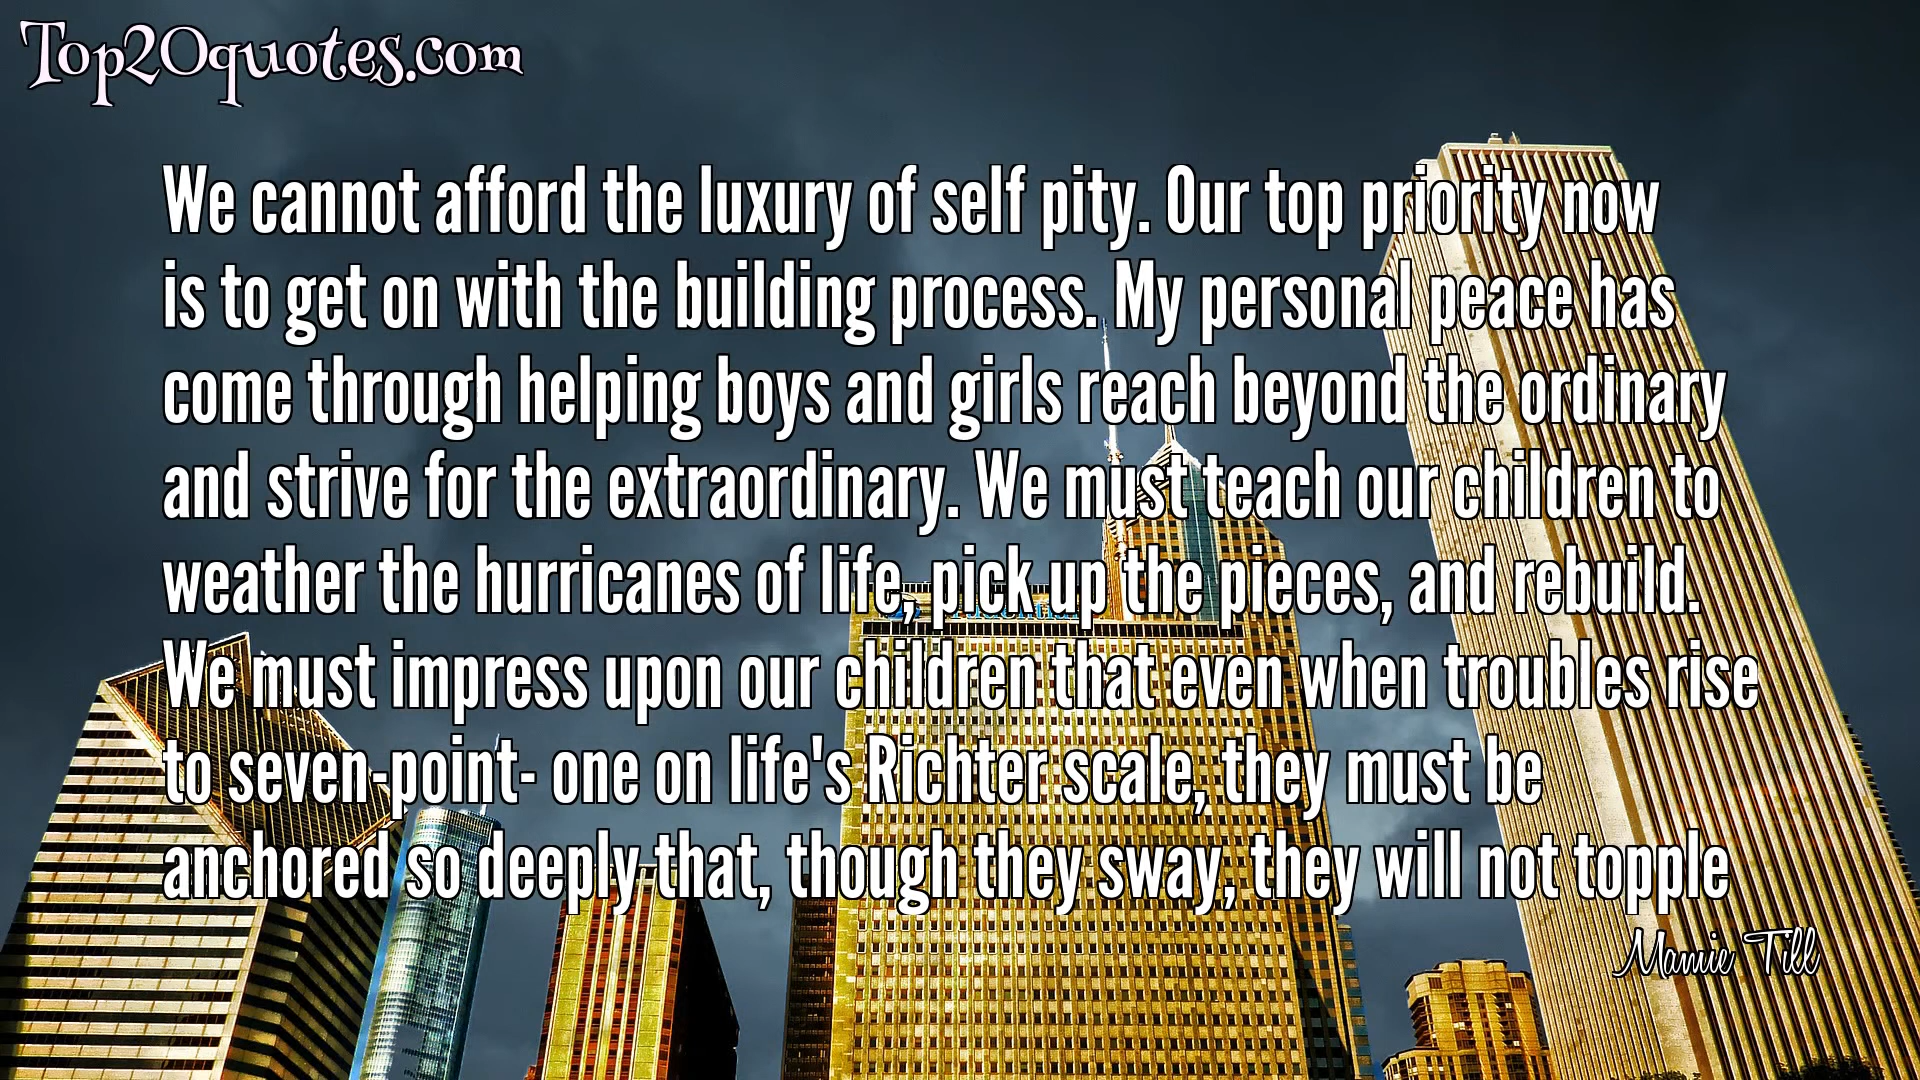 Top20quotes.com
We cannot afford the luxury of self pity. Our top priority now
is to get on with the building process. My personal peace has
come through helping boys and girls reach beyond the ordinary
and strive for the extraordinary. We must teach our children to
weather the hurricanes of life, pick up the pieces, and rebuild.
We must impress upon our children that even when troubles rise
to seven-point- one on life's Richter scale, they must be
anchored so deeply that, though they sway, they will not topple
Mamie Till